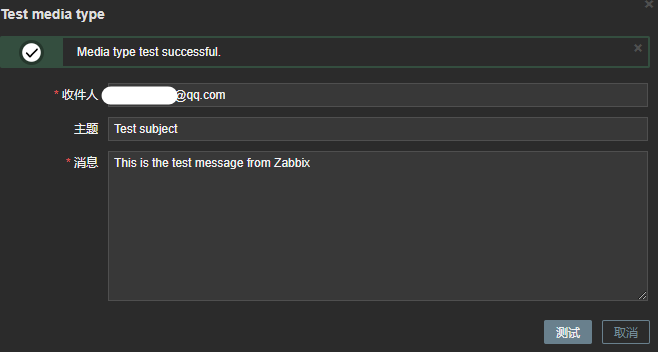 Test media type
Media type test successful.
* 收件人 @qq.com
主题 Test subject
* 消息 This is the test message from Zabbix
测试 取消